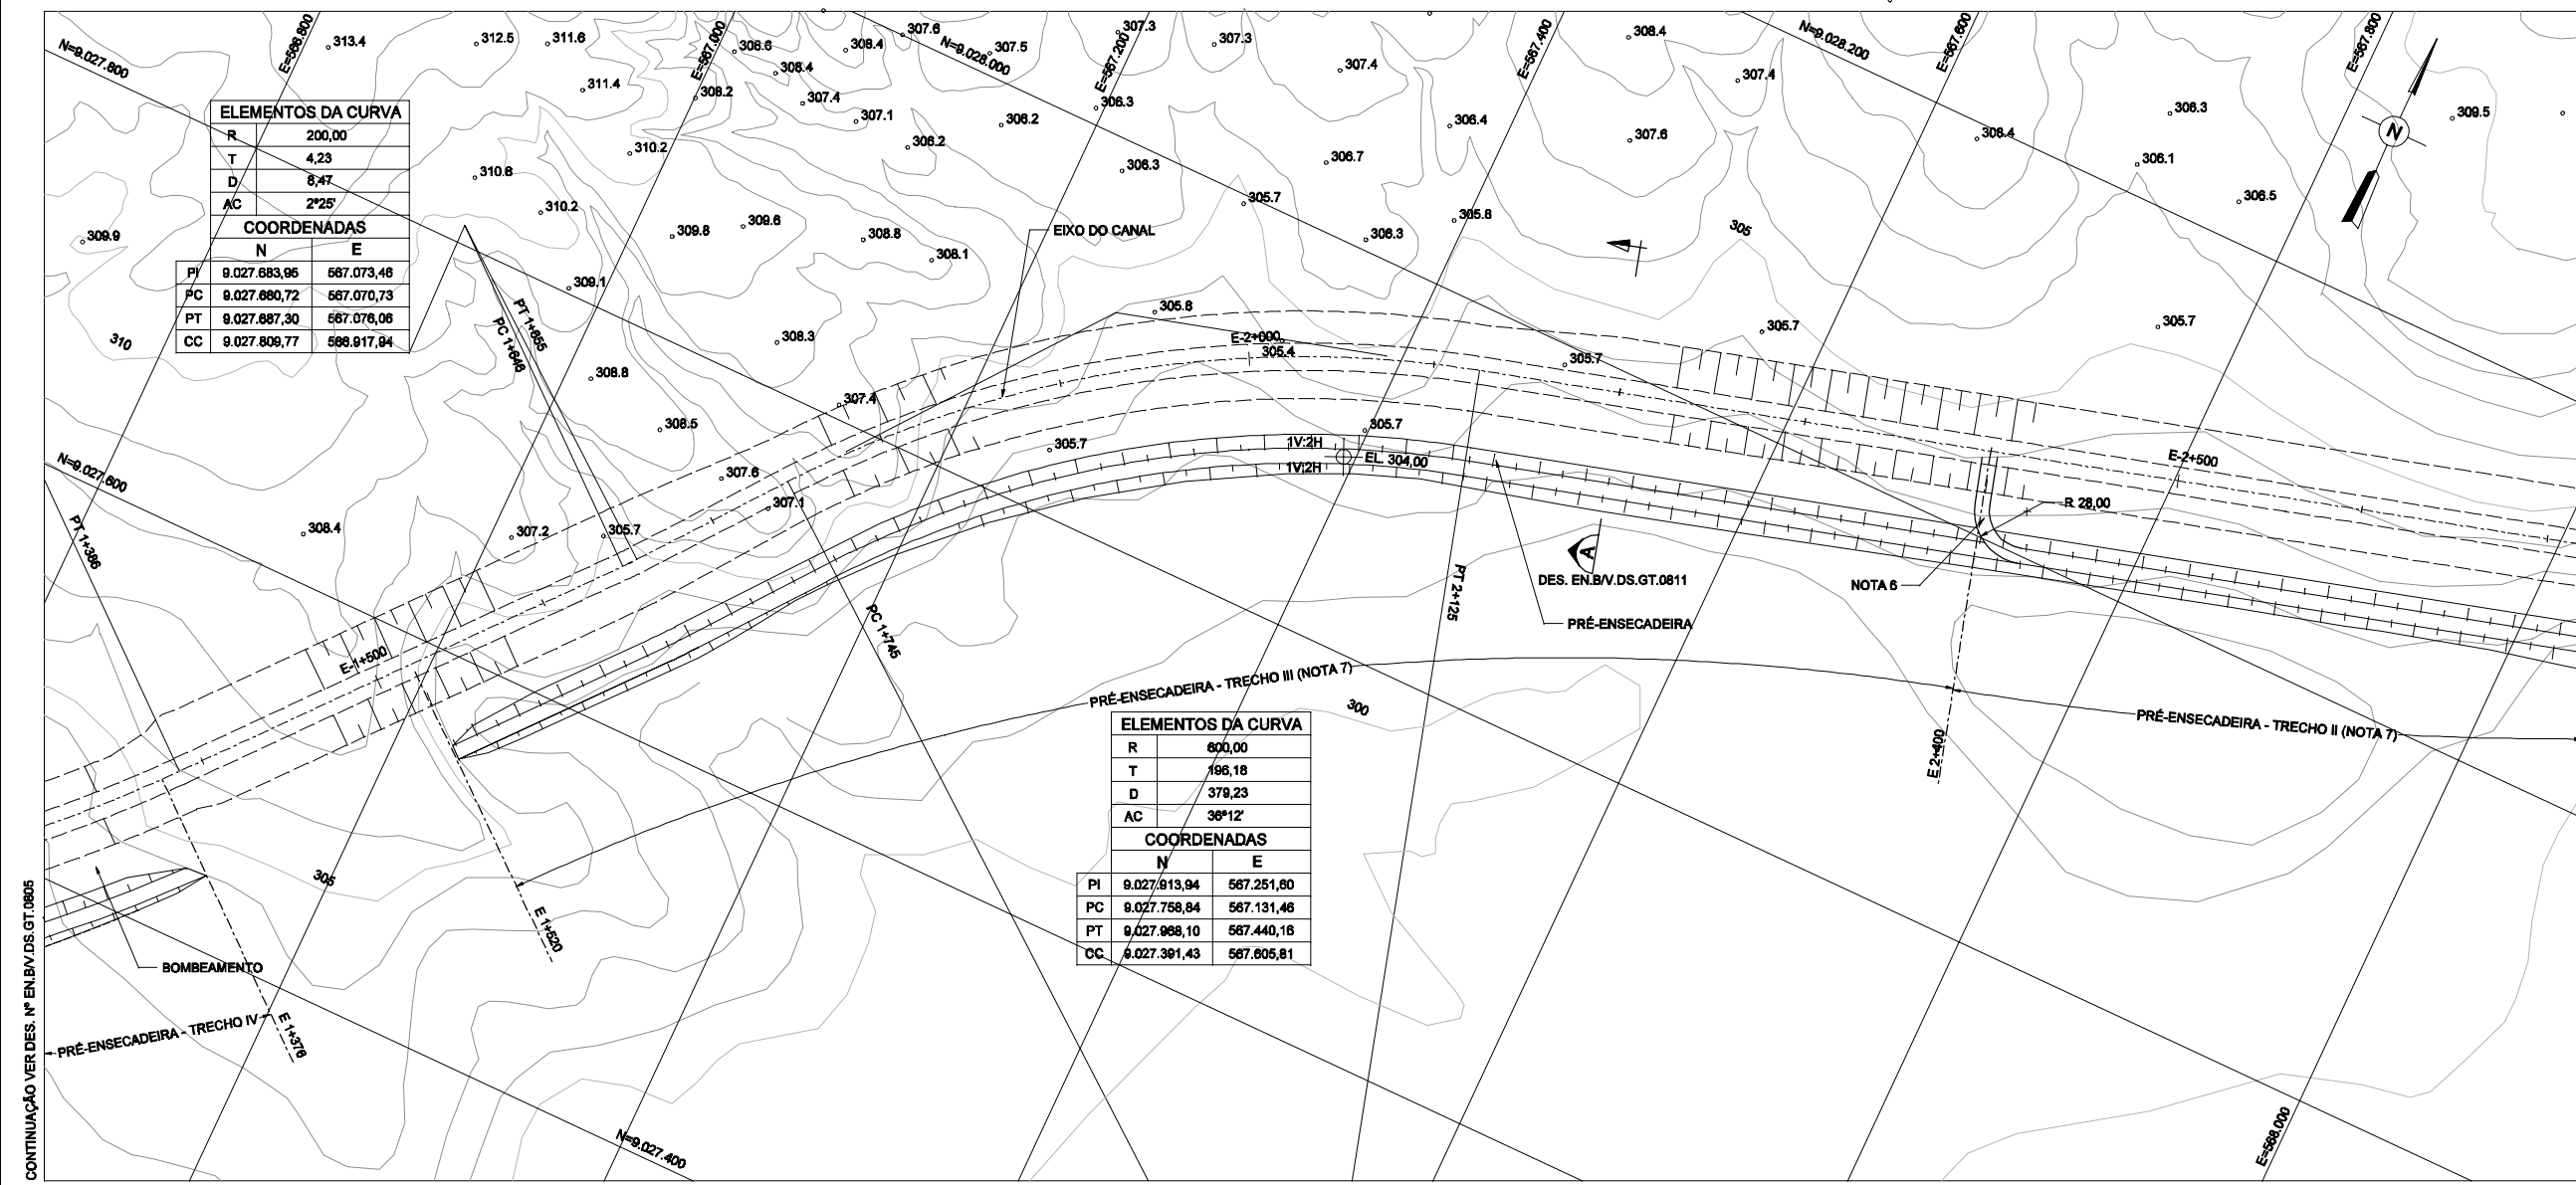 N=9.027.800
E=566.800
313.4
312.5
311.6
E=567.000
308.6
308.4
307.6
N=9.028.000
307.5
307.3
E=567.200
307.3
E=567.400
308.4
N=9.028.200
E=567.600
E=567.800
311.4
308.2
308.4
307.4
307.1
306.3
307.4
307.4
306.3
309.5
306.2
306.2
306.4
307.6
306.4
310.2
306.3
306.7
306.1
310.8
310.2
305.7
305.8
306.5
N
ELEMENTOS DA CURVA
R 200,00
T 4,23
D 8,47
AC 2°25'
COORDENADAS
N E
PI 9.027.683,95 567.073,46
PC 9.027.680,72 567.070,73
PT 9.027.687,30 567.076,06
CC 9.027.809,77 566.917,94
309.9
310
309.8
309.6
308.8
308.1
EIXO DO CANAL
306.3
305
309.1
PT 1+655
PC 1+646
308.3
305.8
E-2+000
305.4
305.7
305.7
305.7
308.8
307.4
308.5
305.7
305.7
1V:2H
1V:2H
EL. 304,00
E-2+500
N=9.027.600
307.6
307.1
R 28,00
PT 1+386
308.4
307.2
305.7
A
DES. EN.B/V.DS.GT.0811
NOTA 6
PT 2+125
PC 1+745
PRÉ-ENSECADEIRA
E-1+500
PRÉ-ENSECADEIRA - TRECHO III (NOTA 7)
300
PRÉ-ENSECADEIRA - TRECHO II (NOTA 7)
E 2+400
ELEMENTOS DA CURVA
R 600,00
T 196,18
D 379,23
AC 36°12'
COORDENADAS
N E
PI 9.027.913,94 567.251,60
PC 9.027.758,84 567.131,46
PT 9.027.968,10 567.440,16
CC 9.027.391,43 567.605,81
305
E 1+520
BOMBEAMENTO
PRÉ-ENSECADEIRA - TRECHO IV
E 1+376
N=9.027.400
E=568.000
CONTINUAÇÃO VER DES. Nº EN.B/V.DS.GT.0805